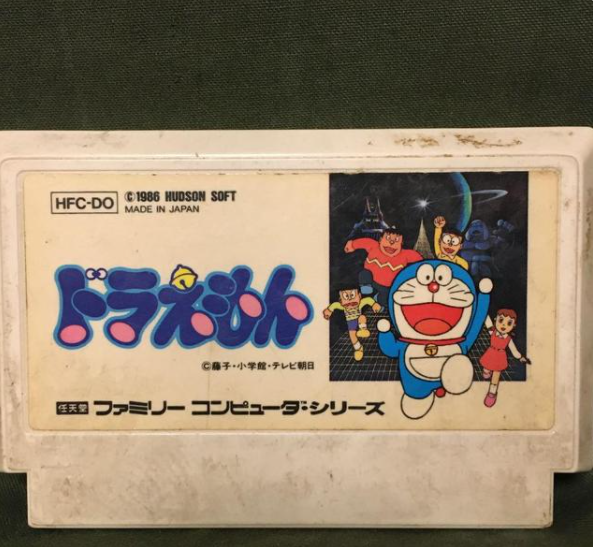 HFC-DO
©1986 HUDSON SOFT
MADE IN JAPAN
ドラえもん
©藤子・小学館・テレビ朝日
任天堂 ファミリー コンピュータ・シリーズ